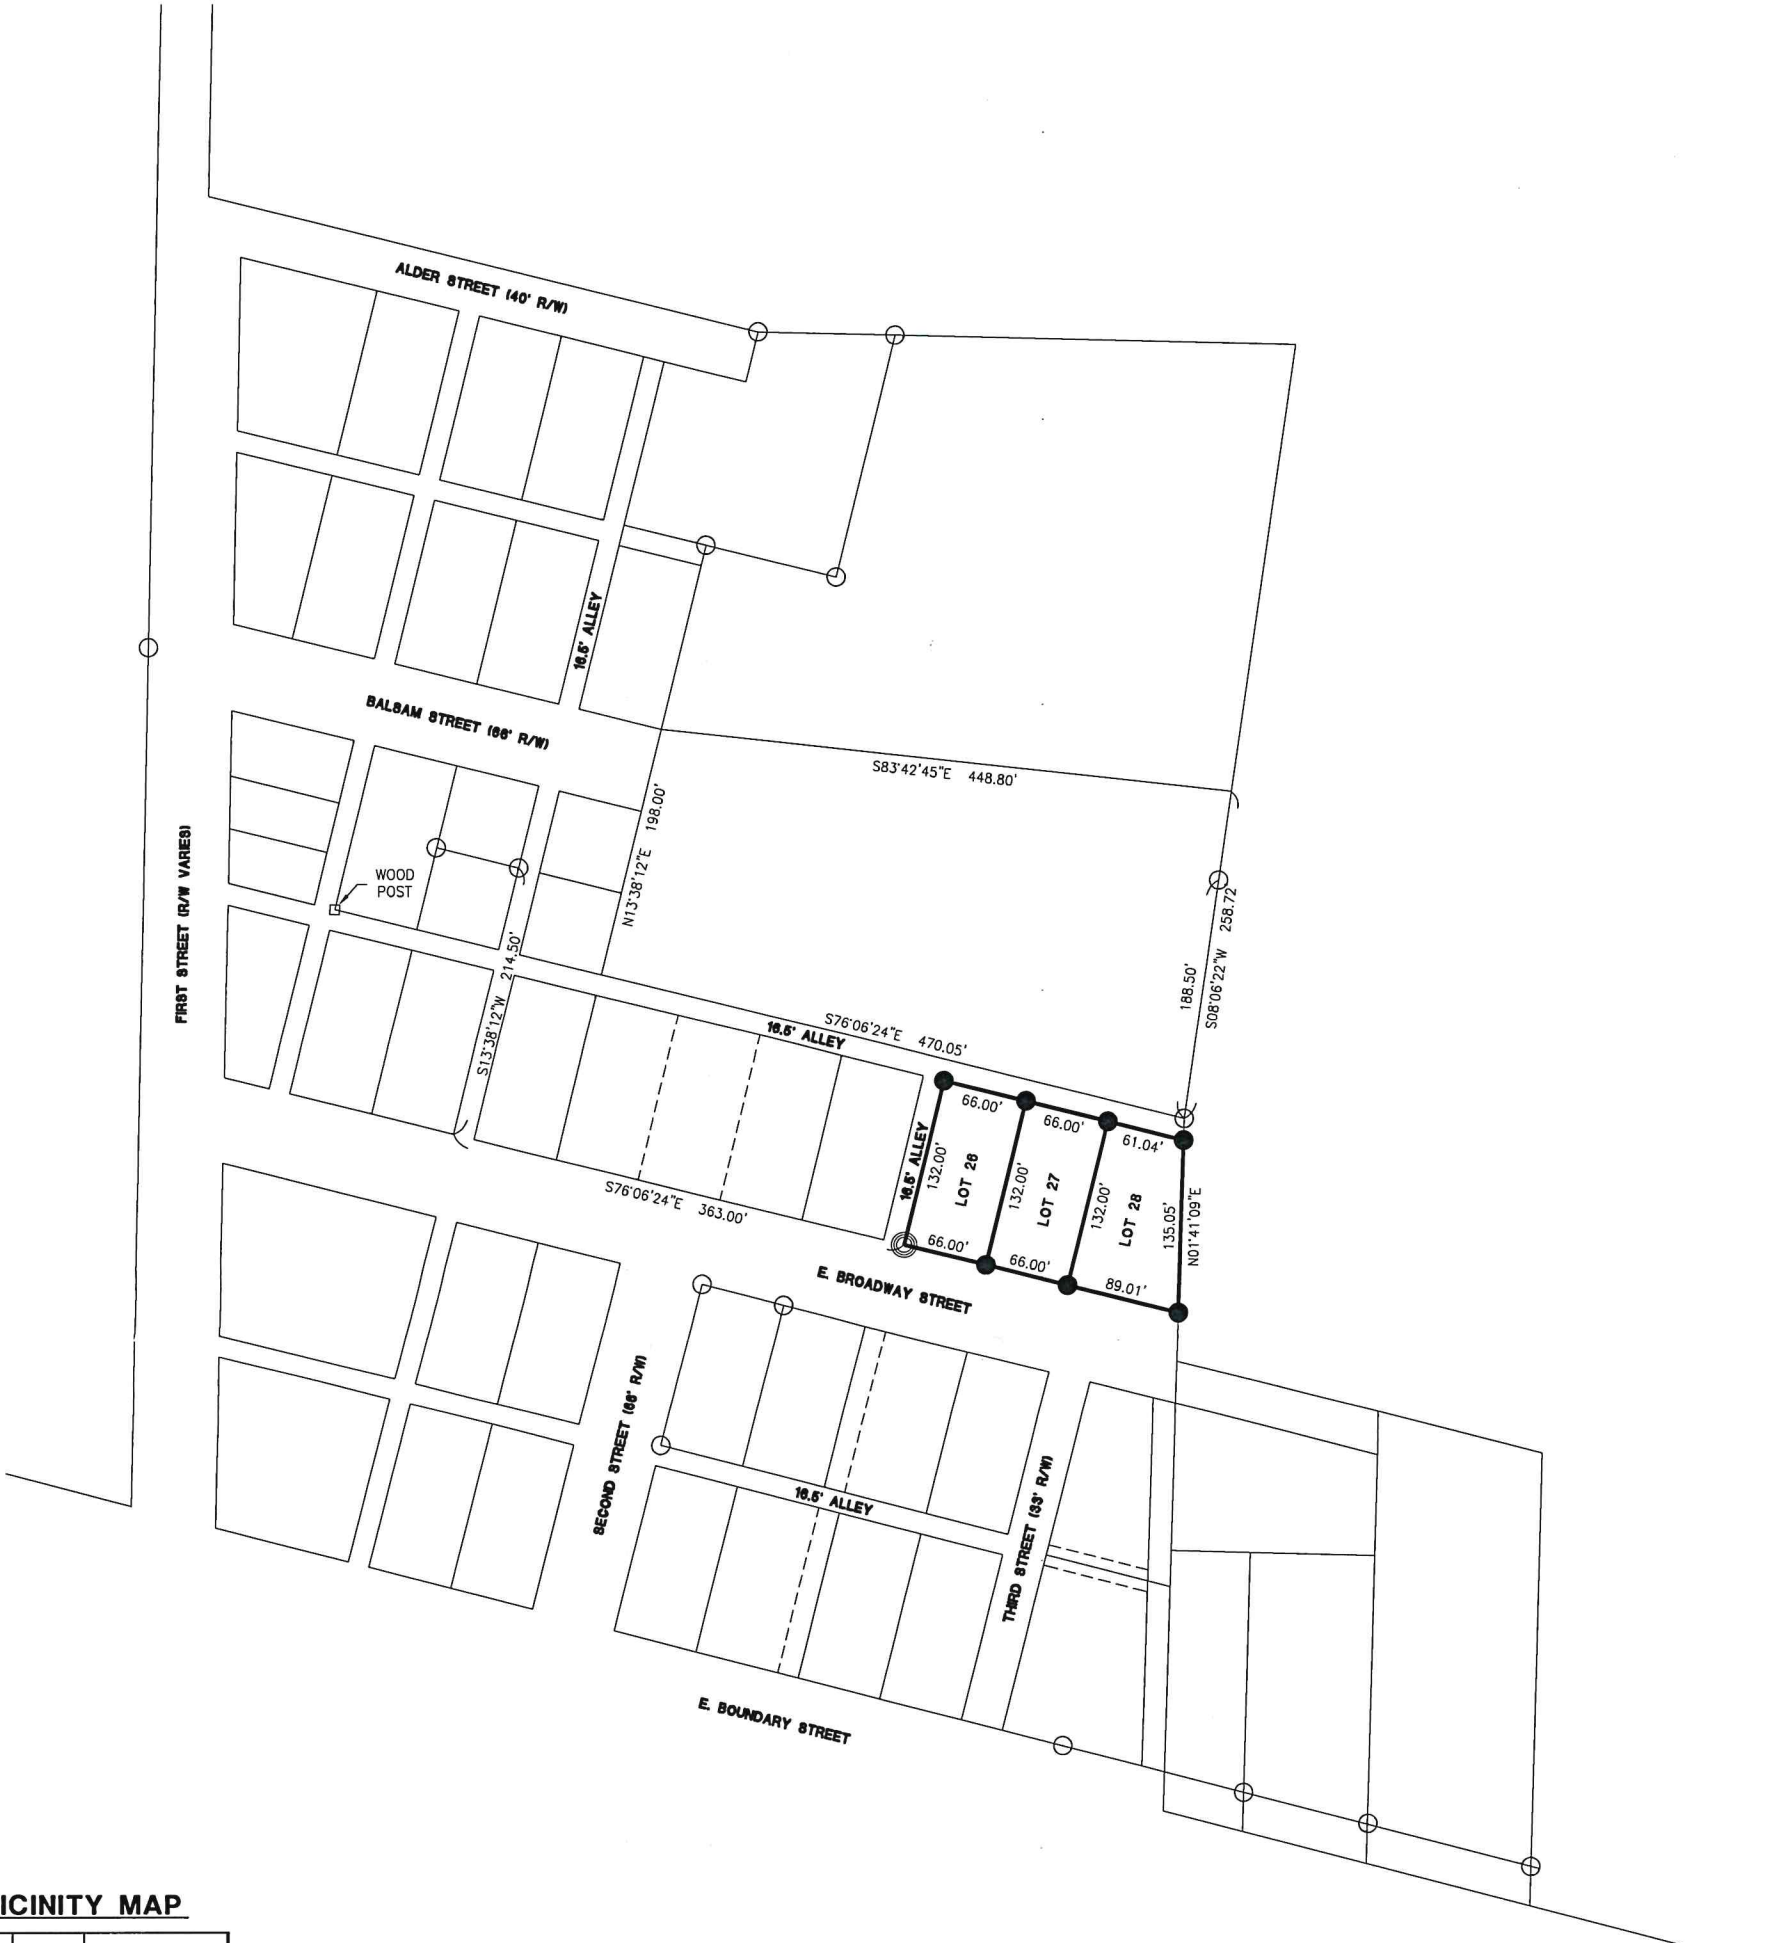 ALDER STREET (40' R/W)
16.5' ALLEY
BALSAM STREET (66' R/W)
S83°42'45"E 448.80'
N13°38'12"E 198.00'
FIRST STREET (R/W VARIES)
WOOD
POST
S13°38'12"W 214.50'
188.50'
S08°06'22"W 258.72'
S76°06'24"E 470.05'
16.5' ALLEY
66.00'
66.00'
61.04'
16.5' ALLEY
132.00'
LOT 26
132.00'
LOT 27
132.00'
LOT 28
135.05'
N01°41'09"E
S76°06'24"E 363.00'
66.00'
66.00'
89.01'
E. BROADWAY STREET
SECOND STREET (66' R/W)
16.5' ALLEY
THIRD STREET (33' R/W)
E. BOUNDARY STREET
ICINITY MAP